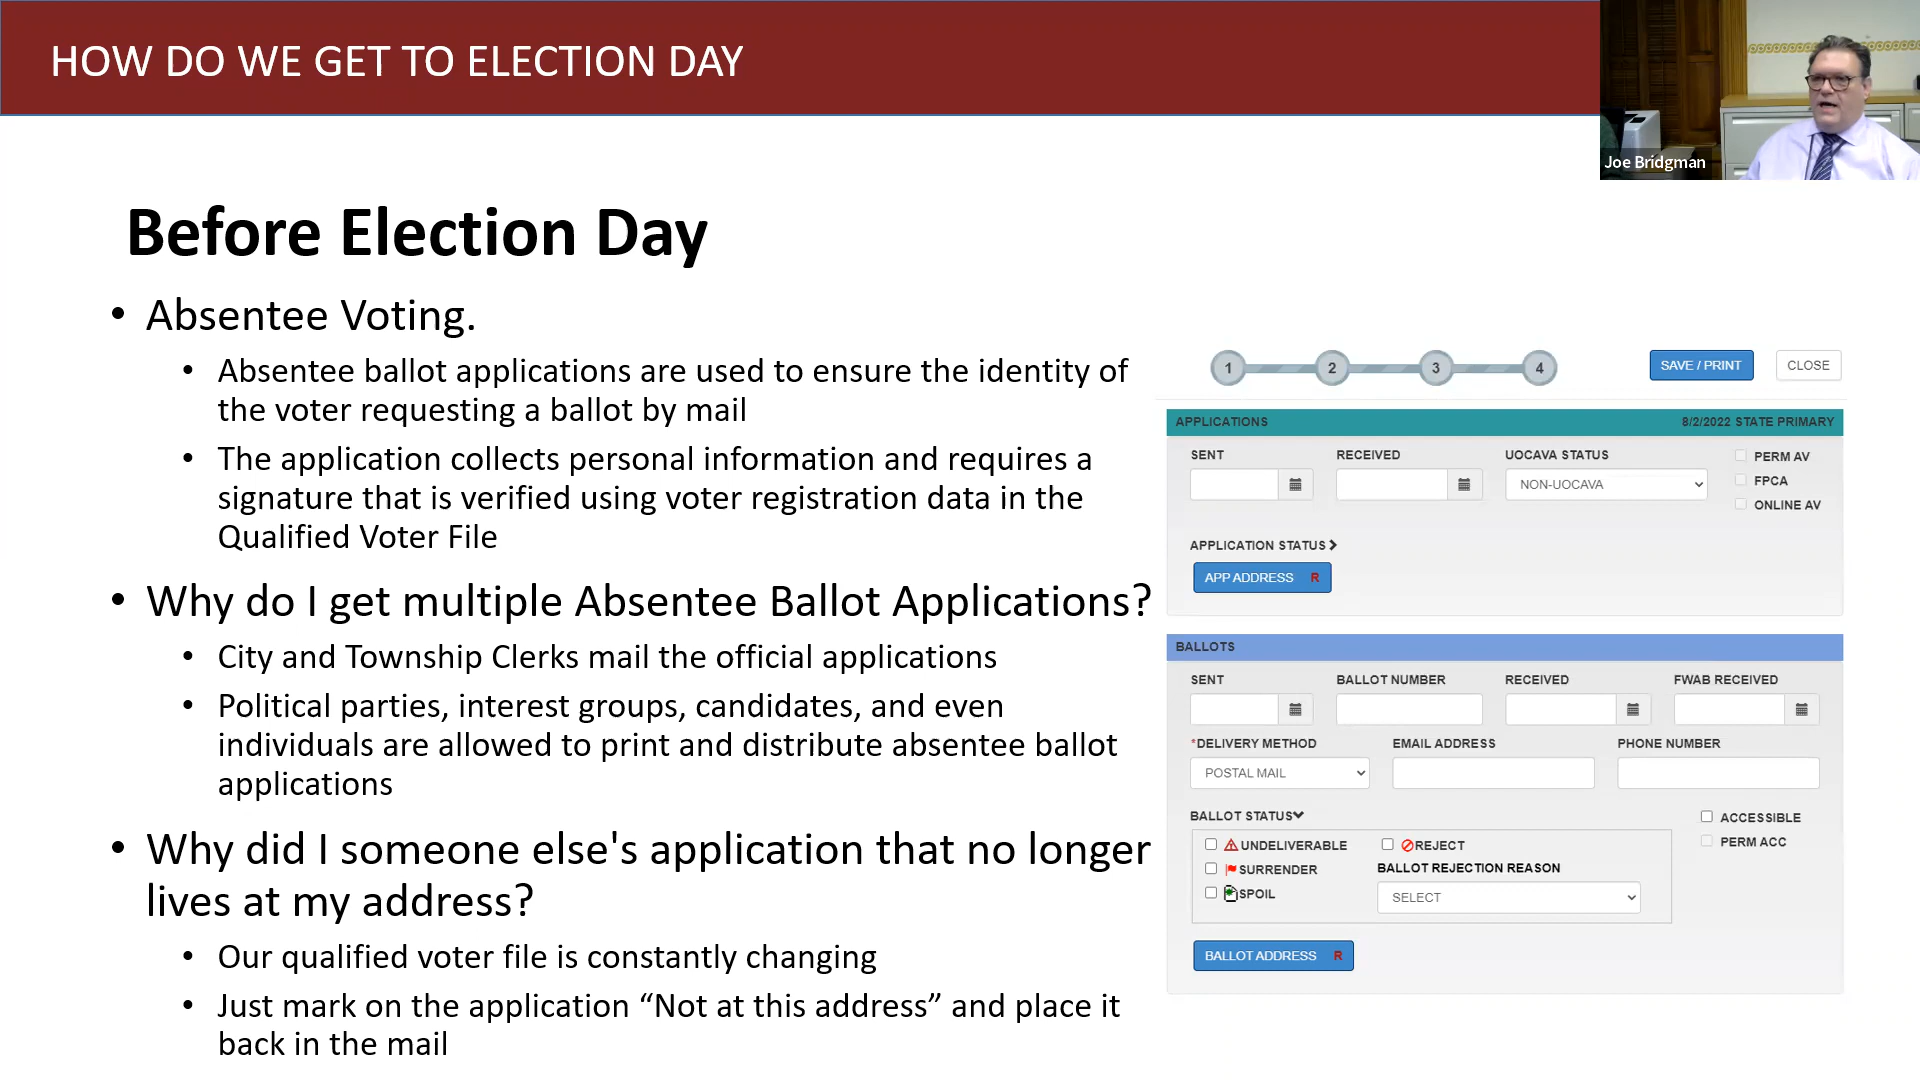 HOW DO WE GET TO ELECTION DAY
Joe Bridgman
Before Election Day
• Absentee Voting.
• Absentee ballot applications are used to ensure the identity of
the voter requesting a ballot by mail
• The application collects personal information and requires a
signature that is verified using voter registration data in the
Qualified Voter File
• Why do I get multiple Absentee Ballot Applications?
• City and Township Clerks mail the official applications
• Political parties, interest groups, candidates, and even
individuals are allowed to print and distribute absentee ballot
applications
• Why did I someone else's application that no longer
lives at my address?
• Our qualified voter file is constantly changing
• Just mark on the application “Not at this address” and place it
back in the mail
1 2 3 4 SAVE / PRINT CLOSE
APPLICATIONS 8/2/2022 STATE PRIMARY
SENT RECEIVED UOCAVA STATUS PERM AV
NON-UOCAVA FPCA
ONLINE AV
APPLICATION STATUS
APP ADDRESS R
BALLOTS
SENT BALLOT NUMBER RECEIVED FWAB RECEIVED
*DELIVERY METHOD EMAIL ADDRESS PHONE NUMBER
POSTAL MAIL
BALLOT STATUS ACCESSIBLE
UNDELIVERABLE REJECT PERM ACC
SURRENDER BALLOT REJECTION REASON
SPOIL SELECT
BALLOT ADDRESS R